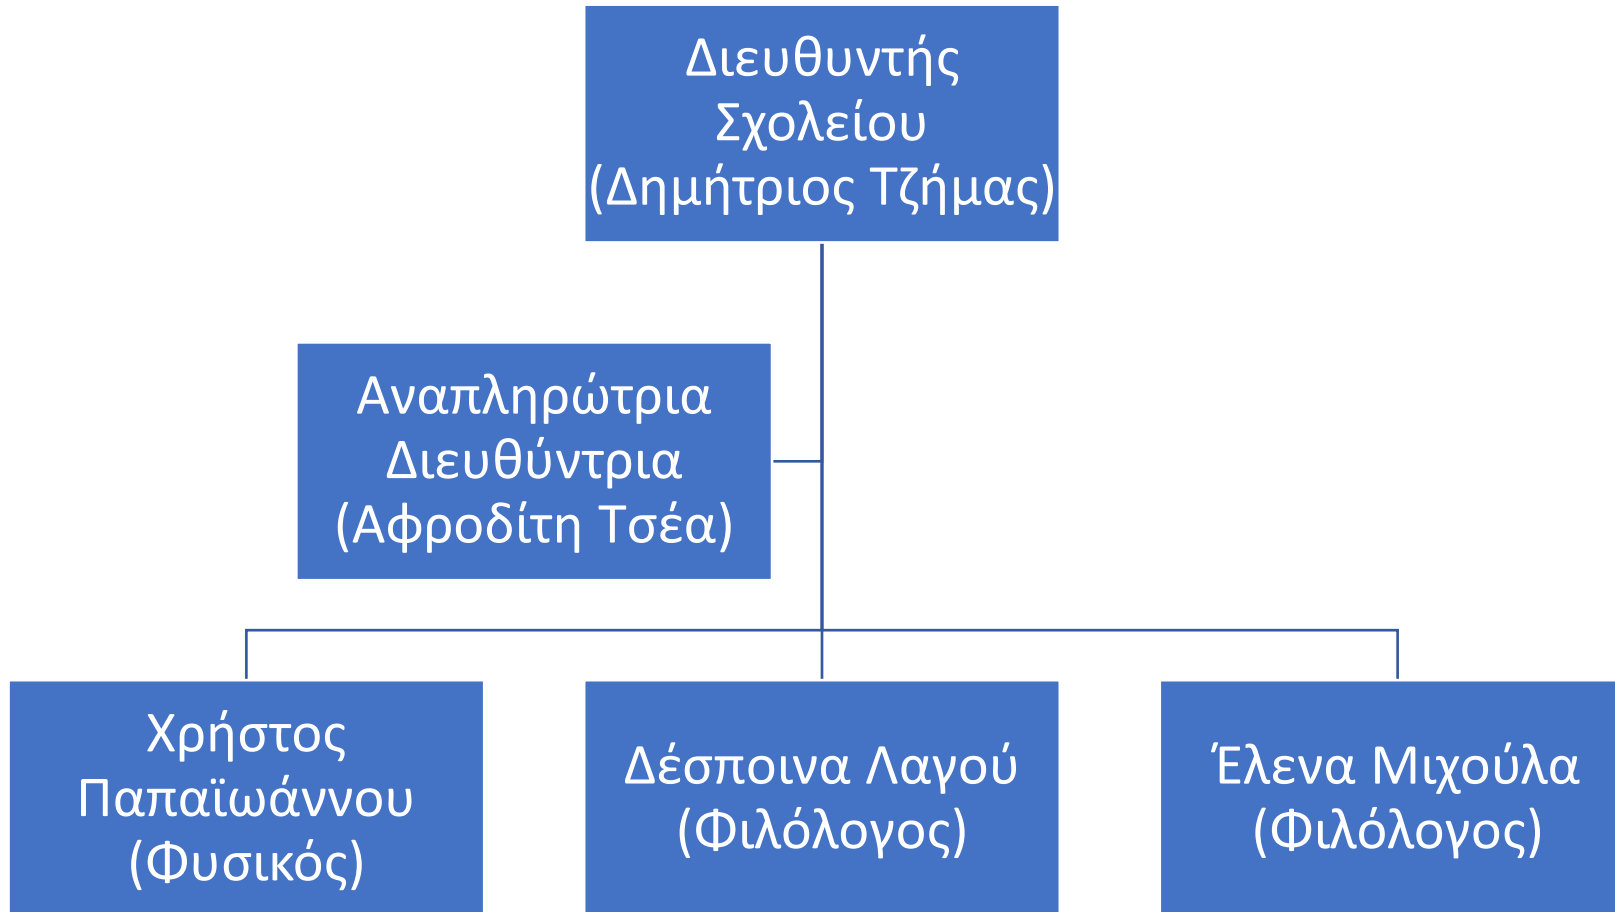 Διευθυντής
Σχολείου
(Δημήτριος Τζήμας)
Αναπληρώτρια
Διευθύντρια
(Αφροδίτη Τσέα)
Χρήστος
Παπαϊωάννου
(Φυσικός)
Δέσποινα Λαγού
(Φιλόλογος)
Έλενα Μιχούλα
(Φιλόλογος)